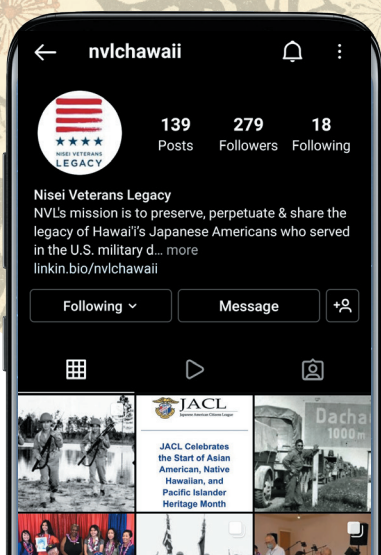 nvlchawaii
NISEI VETERANS
LEGACY
139
Posts
279
Followers
18
Following
Nisei Veterans Legacy
NVL's mission is to preserve, perpetuate & share the
legacy of Hawai'i's Japanese Americans who served
in the U.S. military d... more
linkin.bio/nvlchawaii
Following
Message
JACL
Japanese American Citizens League
JACL Celebrates
the Start of Asian
American, Native
Hawaiian, and
Pacific Islander
Heritage Month
Dacha
1000 m